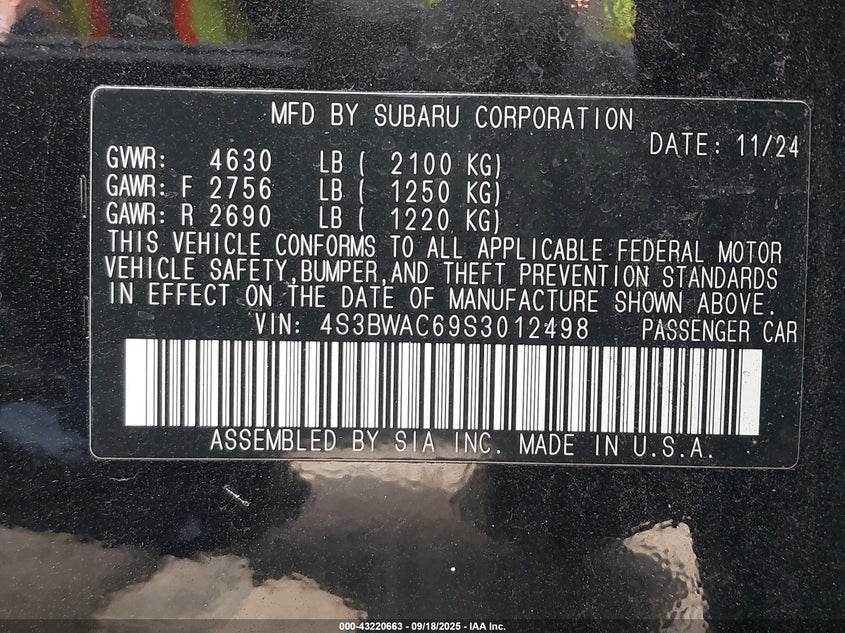 MFD BY SUBARU CORPORATION
DATE: 11/24
GVWR: 4630 LB ( 2100 KG)
GAWR: F 2756 LB ( 1250 KG)
GAWR: R 2690 LB ( 1220 KG)
THIS VEHICLE CONFORMS TO ALL APPLICABLE FEDERAL MOTOR
VEHICLE SAFETY,BUMPER,AND THEFT PREVENTION STANDARDS
IN EFFECT ON THE DATE OF MANUFACTURE SHOWN ABOVE.
VIN: 4S3BWAC69S3012498 PASSENGER CAR
ASSEMBLED BY SIA INC. MADE IN U.S.A.
000-43220663 - 09/18/2025 - IAA Inc.